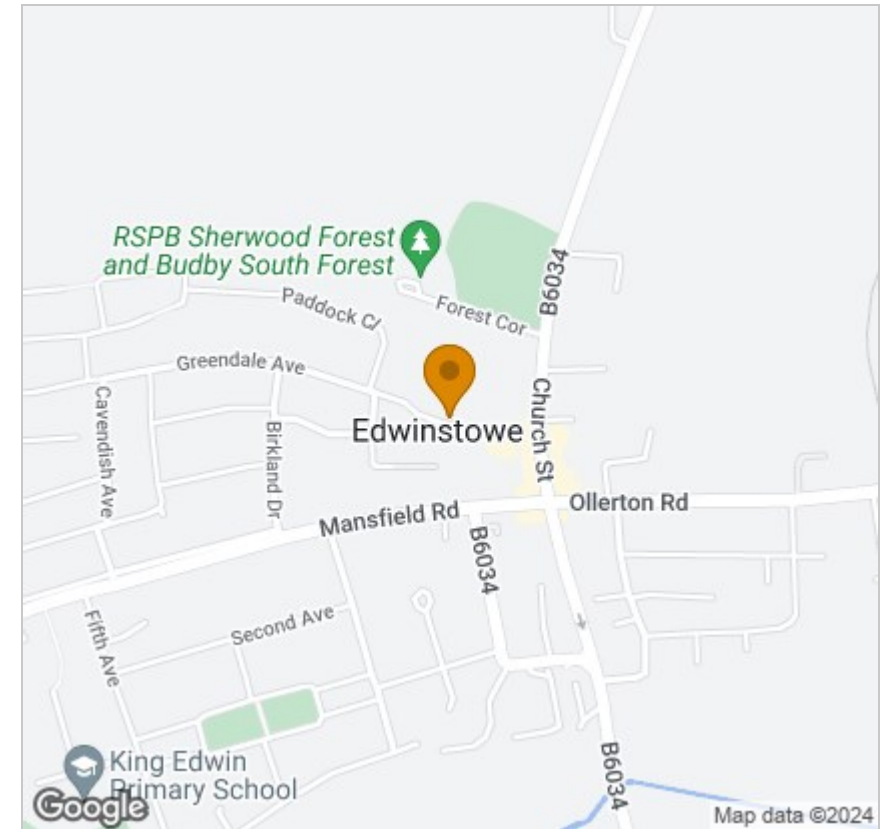 RSPB Sherwood Forest
and Budby South Forest
B6034
Paddock Cl
Forest Cor
Greendale Ave
Church St
Cavendish Ave
Birkland Dr
Edwinstowe
Mansfield Rd
Ollerton Rd
B6034
Fifth Ave
Second Ave
King Edwin
Primary School
B6034
Google
Map data ©2024